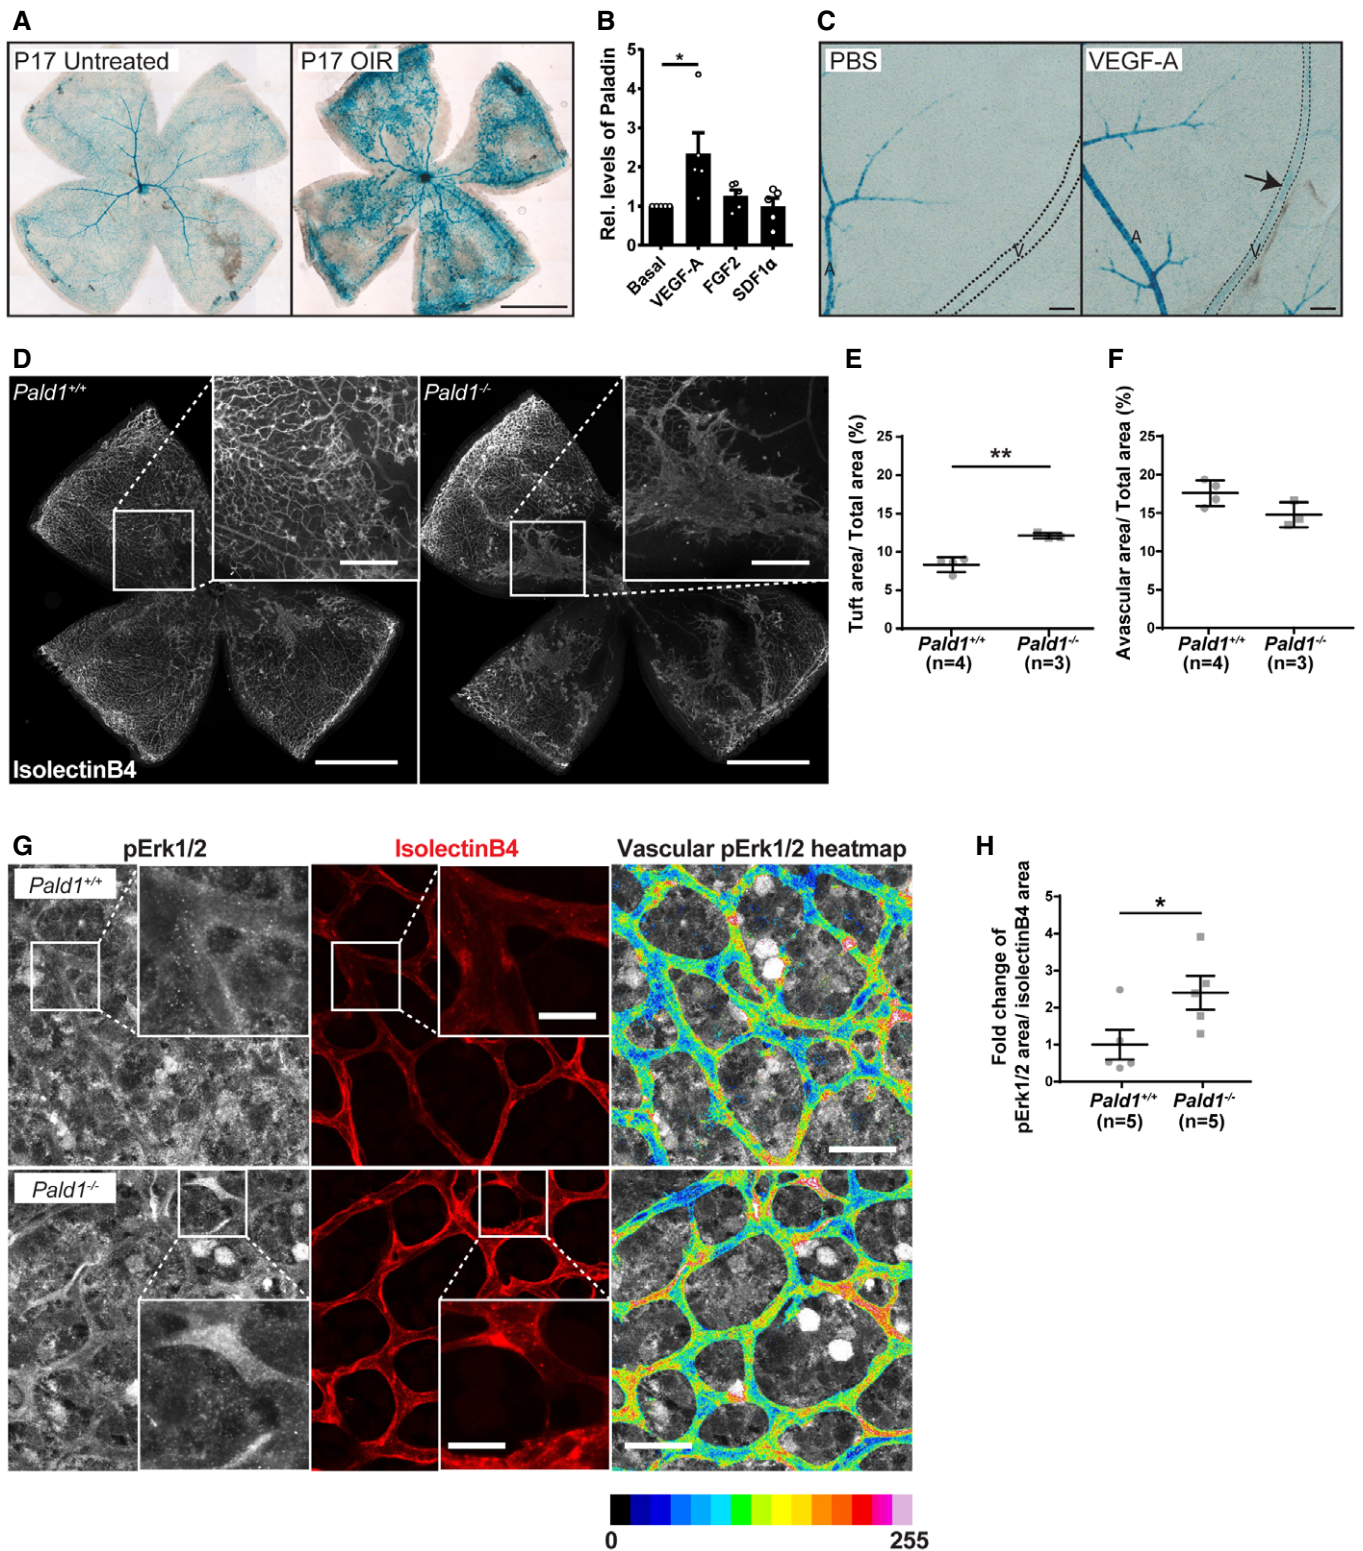 A
P17 Untreated
P17 OIR
B
Rel. levels of Paladin
5
4
3
2
1
0
*
Basal
VEGF-A
FGF2
SDF1α
C
PBS
A
V
VEGF-A
A
V
D
Pald1+/+
Pald1-/-
IsolectinB4
E
Tuft area/ Total area (%)
25
20
15
10
5
0
**
Pald1+/+
(n=4)
Pald1-/-
(n=3)
F
Avascular area/ Total area (%)
25
20
15
10
5
0
Pald1+/+
(n=4)
Pald1-/-
(n=3)
G
pErk1/2
IsolectinB4
Vascular pErk1/2 heatmap
Pald1+/+
Pald1-/-
0
255
H
Fold change of
pErk1/2 area/ isolectinB4 area
5
4
3
2
1
0
*
Pald1+/+
(n=5)
Pald1-/-
(n=5)